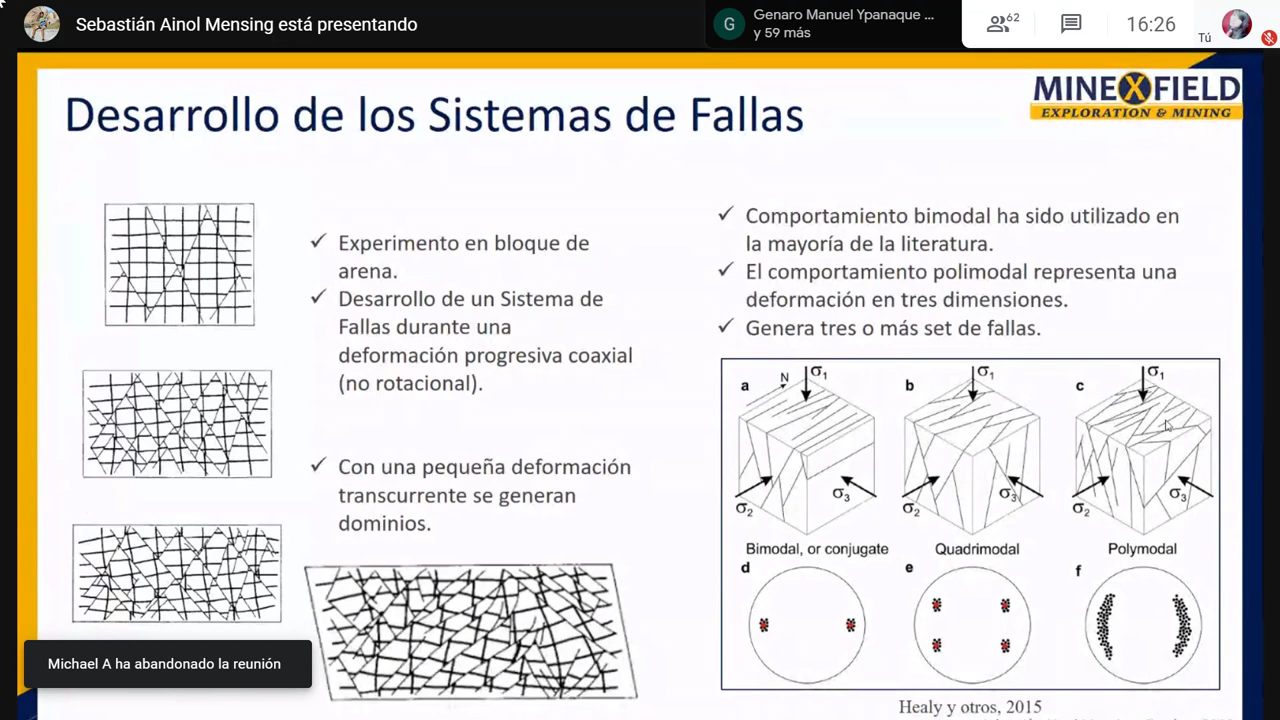 Sebastián Ainol Mensing está presentando
G
Genaro Manuel Ypanaque ...
y 59 más
62
16:26
Tú
MINEXFIELD
EXPLORATION & MINING
Desarrollo de los Sistemas de Fallas
✓ Experimento en bloque de
arena.
✓ Desarrollo de un Sistema de
Fallas durante una
deformación progresiva coaxial
(no rotacional).
✓ Con una pequeña deformación
transcurrente se generan
dominios.
✓ Comportamiento bimodal ha sido utilizado en
la mayoría de la literatura.
✓ El comportamiento polimodal representa una
deformación en tres dimensiones.
✓ Genera tres o más set de fallas.
a N σ1
σ2 σ3
Bimodal, or conjugate
b σ1
σ2 σ3
Quadrimodal
c σ1
σ2 σ3
Polymodal
d e f
Healy y otros, 2015
Michael A ha abandonado la reunión